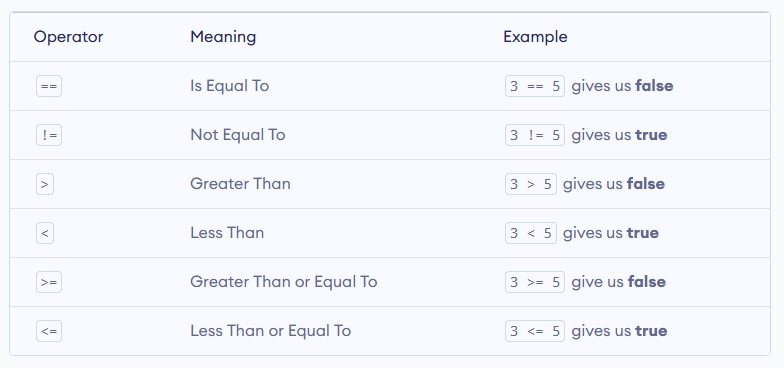 Operator Meaning Example
== Is Equal To 3 == 5 gives us false
!= Not Equal To 3 != 5 gives us true
> Greater Than 3 > 5 gives us false
< Less Than 3 < 5 gives us true
>= Greater Than or Equal To 3 >= 5 give us false
<= Less Than or Equal To 3 <= 5 gives us true